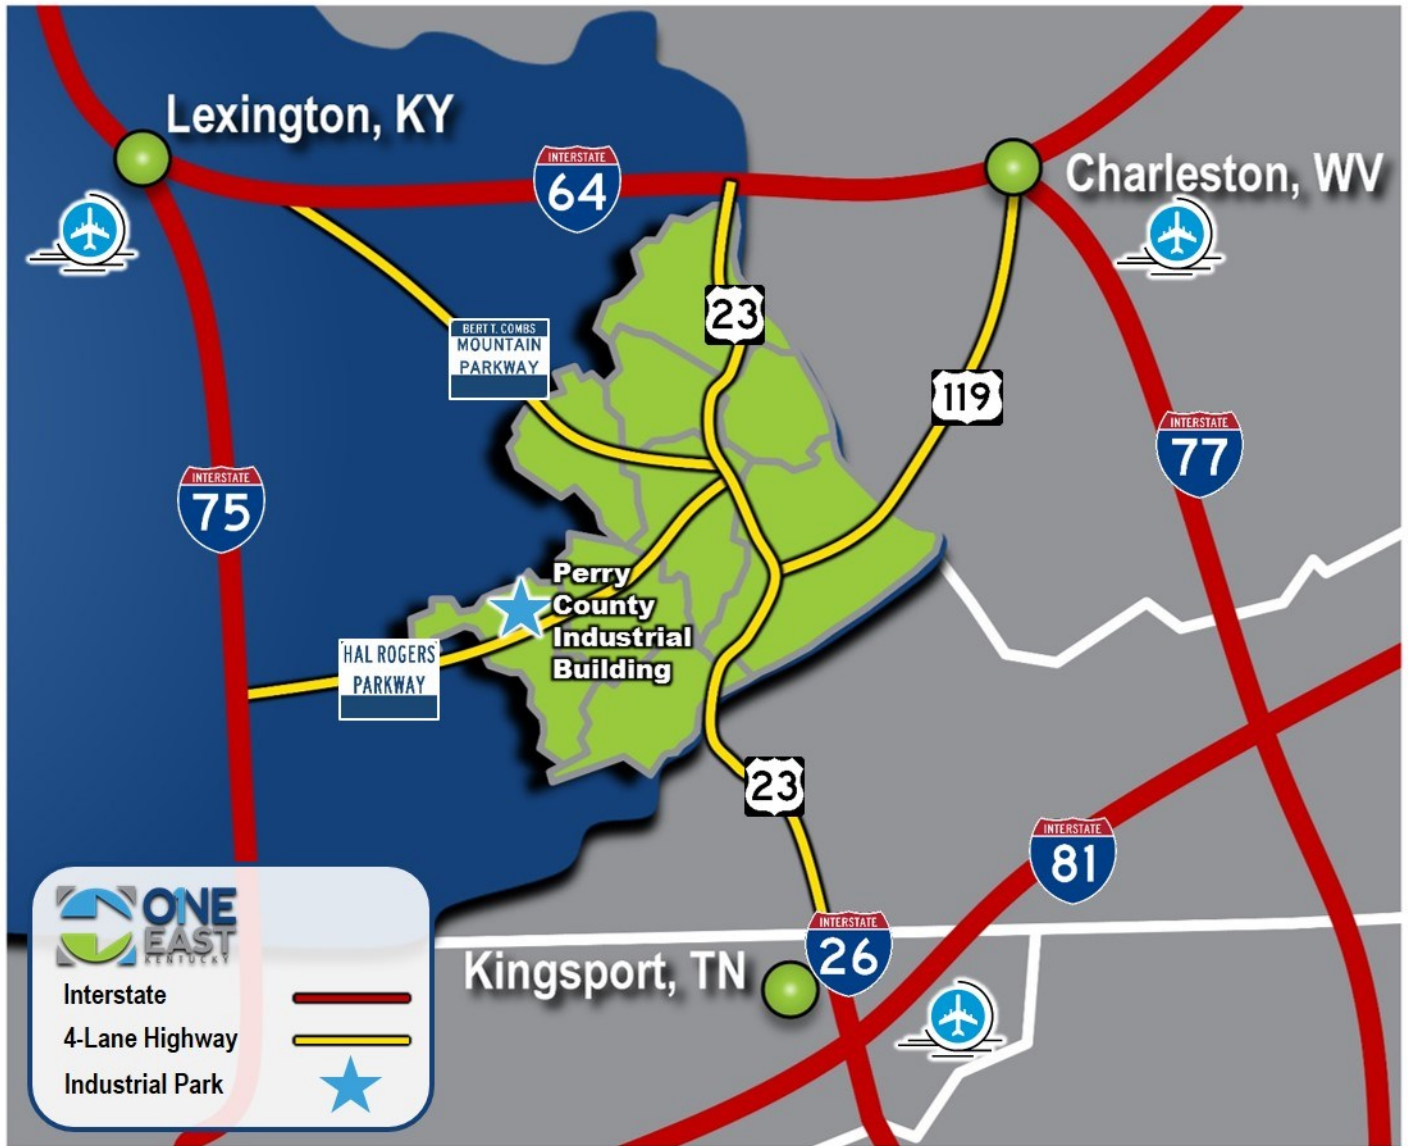 Lexington, KY
INTERSTATE
64
Charleston, WV
23
BERT T. COMBS
MOUNTAIN
PARKWAY
119
INTERSTATE
77
INTERSTATE
75
Perry
County
Industrial
Building
HAL ROGERS
PARKWAY
23
INTERSTATE
81
INTERSTATE
26
Kingsport, TN
ONE
EAST
KENTUCKY
Interstate
4-Lane Highway
Industrial Park